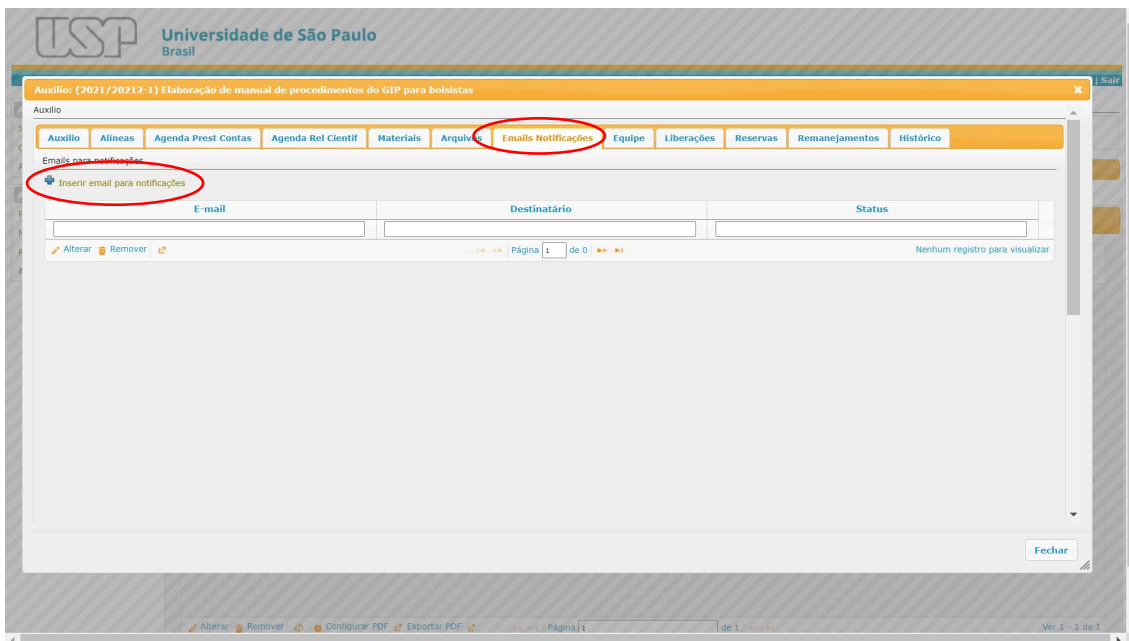 USP
Universidade de São Paulo
Brasil
| Sair
Auxílio: (2021/20212-1) Elaboração de manual de procedimentos do GIP para bolsistas
Auxílio
Auxílio Alíneas Agenda Prest Contas Agenda Rel Cientif Materiais Arquivos Emails Notificações Equipe Liberações Reservas Remanejamentos Histórico
Emails para notificações
Inserir email para notificações
E-mail Destinatário Status
Alterar Remover Página 1 de 0 Nenhum registro para visualizar
Fechar
Alterar Remover Configurar PDF Exportar PDF Página 1 de 1 Ver 1 - 1 de 1